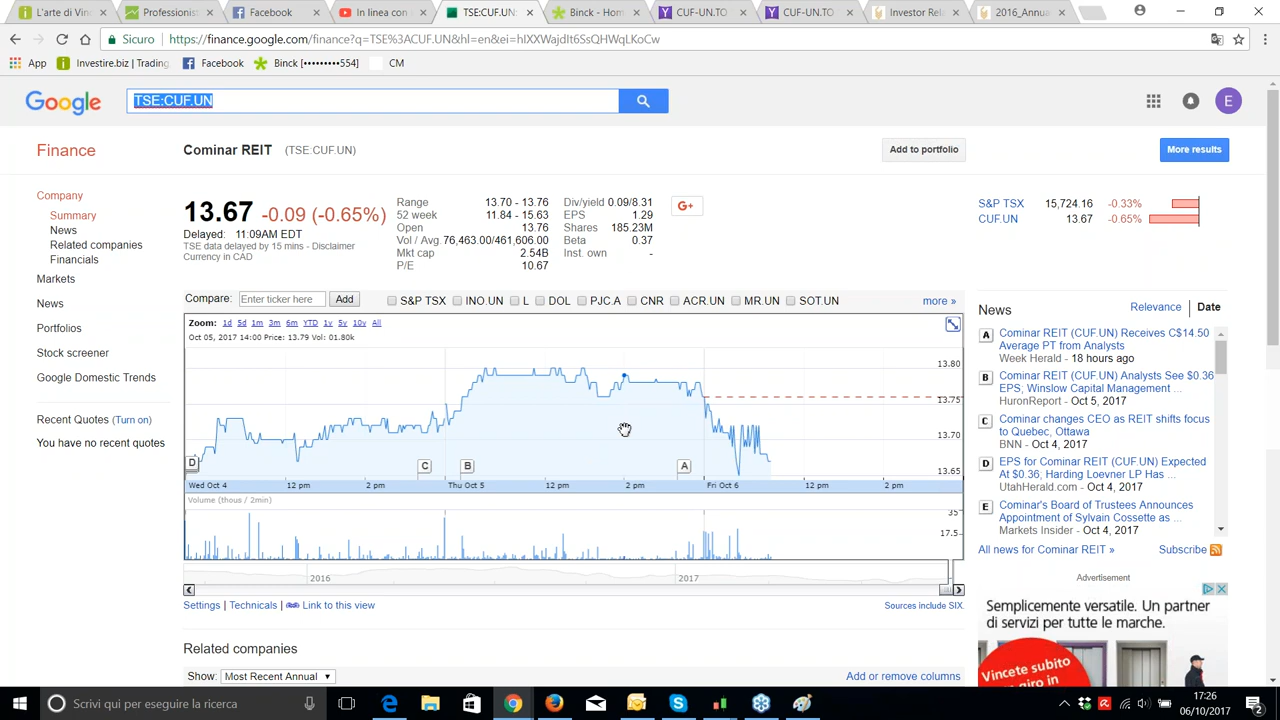 L'arte di Vinc
Professionist
Facebook
In linea con
TSE:CUF.UN:
Binck - Hom
CUF-UN.TO
CUF-UN.TO
Investor Rela
2016_Annua
Sicuro
https://finance.google.com/finance?q=TSE%3ACUF.UN&hl=en&ei=hIXXWajdIt6SsQHWqLKoCw
App
Investire.biz | Trading
Facebook
Binck [••••••••554]
CM
Google
TSE:CUF.UN
E
Finance
Cominar REIT (TSE:CUF.UN)
Add to portfolio
More results
Company
Summary
News
Related companies
Financials
Markets
News
Portfolios
Stock screener
Google Domestic Trends
Recent Quotes (Turn on)
You have no recent quotes
13.67 -0.09 (-0.65%)
Delayed: 11:09AM EDT
TSE data delayed by 15 mins - Disclaimer
Currency in CAD
Range 13.70 - 13.76
52 week 11.84 - 15.63
Open 13.76
Vol / Avg. 76,463.00/461,606.00
Mkt cap 2.54B
P/E 10.67
Div/yield 0.09/8.31
EPS 1.29
Shares 185.23M
Beta 0.37
Inst. own -
G+
S&P TSX 15,724.16 -0.33%
CUF.UN 13.67 -0.65%
Compare: Enter ticker here Add S&P TSX INO.UN L DOL PJC.A CNR ACR.UN MR.UN SOT.UN more »
Zoom: 1d 5d 1m 3m 6m YTD 1y 5y 10y All
Oct 05, 2017 14:00 Price: 13.79 Vol: 01.80k
13.80
13.75
13.70
13.65
D
C
B
A
Wed Oct 4 12 pm 2 pm Thu Oct 5 12 pm 2 pm Fri Oct 6 12 pm 2 pm
Volume (thous / 2min)
35
17.5
2016 2017
Settings | Technicals Link to this view
Sources include SIX
News
Relevance | Date
A Cominar REIT (CUF.UN) Receives C$14.50
Average PT from Analysts
Week Herald - 18 hours ago
B Cominar REIT (CUF.UN) Analysts See $0.36
EPS; Winslow Capital Management ...
HuronReport - Oct 5, 2017
C Cominar changes CEO as REIT shifts focus
to Quebec, Ottawa
BNN - Oct 4, 2017
D EPS for Cominar REIT (CUF.UN) Expected
At $0.36; Harding Loevner LP Has ...
UtahHerald.com - Oct 4, 2017
E Cominar's Board of Trustees Announces
Appointment of Sylvain Cossette as ...
Markets Insider - Oct 4, 2017
All news for Cominar REIT »
Subscribe
Advertisement
Semplicemente versatile. Un partner
di servizi per tutte le marche.
Vincete subito
Related companies
Show: Most Recent Annual
Add or remove columns
Scrivi qui per eseguire la ricerca
17:26
06/10/2017
2